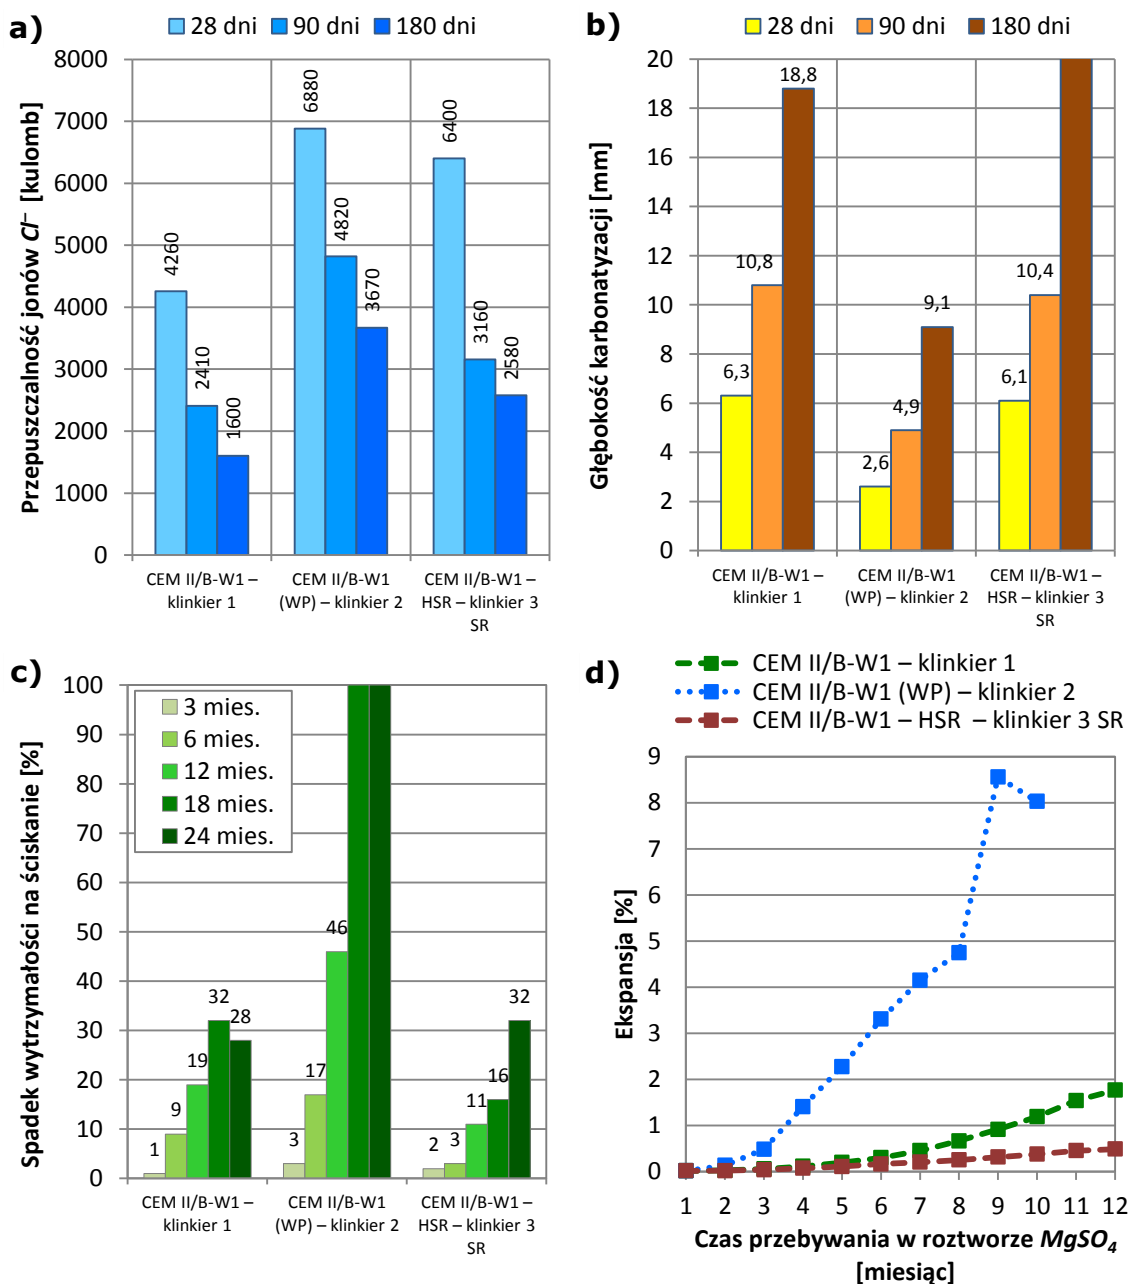 a)
28 dni 90 dni 180 dni
Przepuszczalność jonów Cl⁻ [kulomb]
8000
7000
6000
5000
4000
3000
2000
1000
0
4260
2410
1600
6880
4820
3670
6400
3160
2580
CEM II/B-W1 –
klinkier 1
CEM II/B-W1
(WP) – klinkier 2
CEM II/B-W1 –
HSR – klinkier 3
SR
b)
28 dni 90 dni 180 dni
Głębokość karbonatyzacji [mm]
20
18
16
14
12
10
8
6
4
2
0
6,3
10,8
18,8
2,6
4,9
9,1
6,1
10,4
CEM II/B-W1 –
klinkier 1
CEM II/B-W1
(WP) – klinkier 2
CEM II/B-W1 –
HSR – klinkier 3
SR
c)
Spadek wytrzymałości na ściskanie [%]
100
90
80
70
60
50
40
30
20
10
0
3 mies.
6 mies.
12 mies.
18 mies.
24 mies.
1
9
19
32
28
3
17
46
2
3
11
16
32
CEM II/B-W1 –
klinkier 1
CEM II/B-W1
(WP) – klinkier 2
CEM II/B-W1 –
HSR – klinkier 3
SR
d)
CEM II/B-W1 – klinkier 1
CEM II/B-W1 (WP) – klinkier 2
CEM II/B-W1 – HSR – klinkier 3 SR
Ekspansja [%]
9
8
7
6
5
4
3
2
1
0
1 2 3 4 5 6 7 8 9 10 11 12
Czas przebywania w roztworze MgSO₄
[miesiąc]